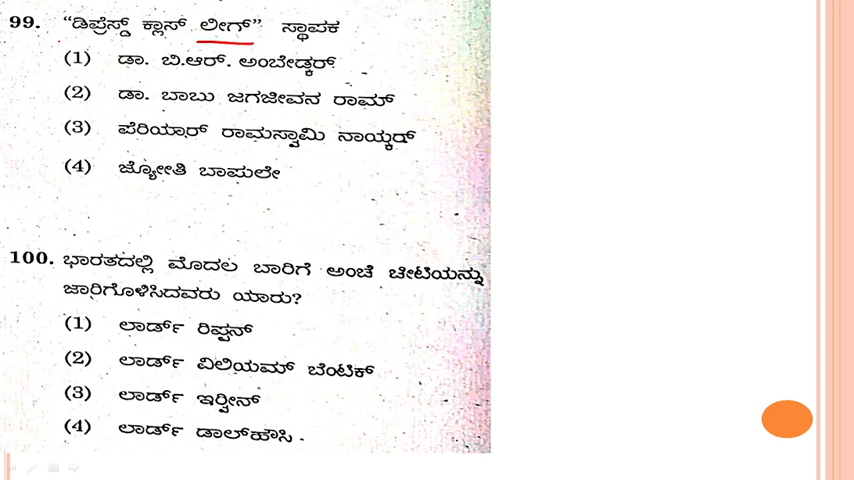 99. "ಡಿಪ್ರೆಸ್ಡ್ ಕ್ಲಾಸ್ ಲೀಗ್" ಸ್ಥಾಪಕ
(1) ಡಾ. ಬಿ.ಆರ್. ಅಂಬೇಡ್ಕರ್
(2) ಡಾ. ಬಾಬು ಜಗಜೀವನ ರಾಮ್
(3) ಪೆರಿಯಾರ್ ರಾಮಸ್ವಾಮಿ ನಾಯ್ಕರ್
(4) ಜ್ಯೋತಿ ಬಾಪುಲೇ
100. ಭಾರತದಲ್ಲಿ ಮೊದಲ ಬಾರಿಗೆ ಅಂಚೆ ಚೀಟಿಯನ್ನು
ಜಾರಿಗೊಳಿಸಿದವರು ಯಾರು?
(1) ಲಾರ್ಡ್ ರಿಪ್ಪನ್
(2) ಲಾರ್ಡ್ ವಿಲಿಯಮ್ ಬೆಂಟಿಕ್
(3) ಲಾರ್ಡ್ ಇರ್‍ವೀನ್
(4) ಲಾರ್ಡ್ ಡಾಲ್‌ಹೌಸಿ.